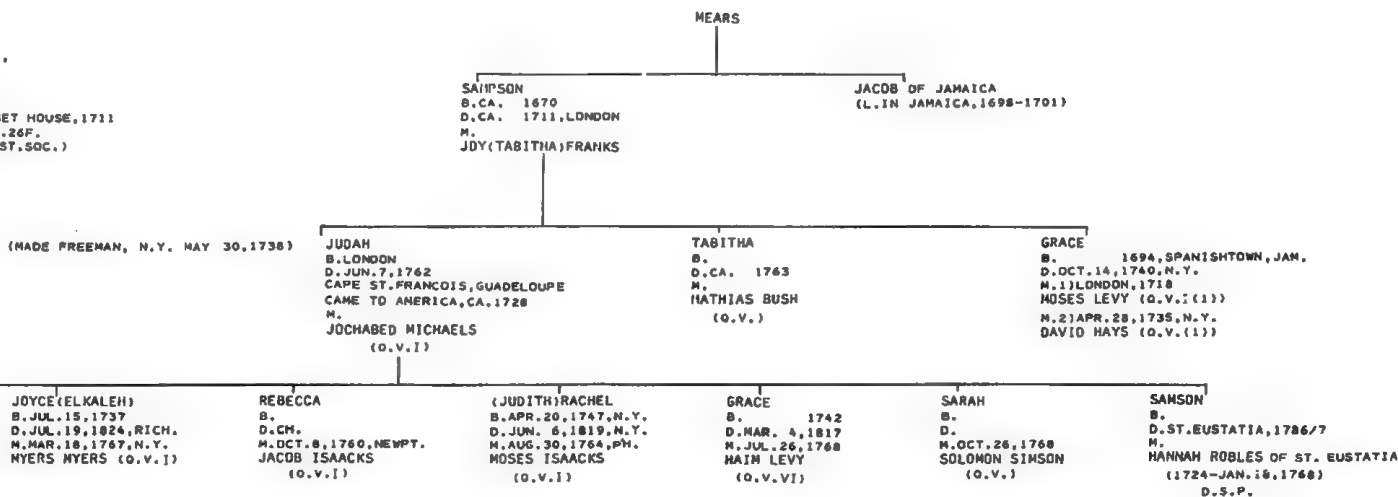 MEARS
SAMPSON
B.CA. 1670
D.CA. 1711,LONDON
M.
JOY(TABITHA)FRANKS
JACOB OF JAMAICA
(L.IN JAMAICA,1698-1701)
SET HOUSE,1711
.26F.
ST.SOC.)
(MADE FREEMAN, N.Y. MAY 30,1738)
JUDAH
B.LONDON
D.JUN.7,1762
CAPE ST.FRANCOIS,GUADELOUPE
CAME TO AMERICA,CA.1728
M.
JOCHABED MICHAELS
(Q.V.I)
TABITHA
B.
D.CA. 1763
M.
MATHIAS BUSH
(Q.V.)
GRACE
B. 1694,SPANISHTOWN,JAM.
D.OCT.14,1740,N.Y.
M.1)LONDON,1718
MOSES LEVY (Q.V.I(1))
M.2)APR.28,1735,N.Y.
DAVID HAYS (Q.V.(1))
JOYCE(ELKALEH)
B.JUL.15,1737
D.JUL.19,1824,RICH.
M.MAR.18,1767,N.Y.
MYERS MYERS (Q.V.I)
REBECCA
B.
D.CH.
M.OCT.8,1760,NEWPT.
JACOB ISAACKS
(Q.V.I)
(JUDITH)RACHEL
B.APR.20,1747,N.Y.
D.JUN. 6,1819,N.Y.
M.AUG.30,1764,PH.
MOSES ISAACKS
(Q.V.I)
GRACE
B. 1742
D.MAR. 4,1817
M.JUL.26,1768
HAIM LEVY
(Q.V.VI)
SARAH
B.
D.
M.OCT.26,1768
SOLOMON SIMSON
(Q.V.)
SAMSON
B.
D.ST.EUSTATIA,1786/7
M.
HANNAH ROBLES OF ST. EUSTATIA
(1724-JAN.18,1768)
D.S.P.